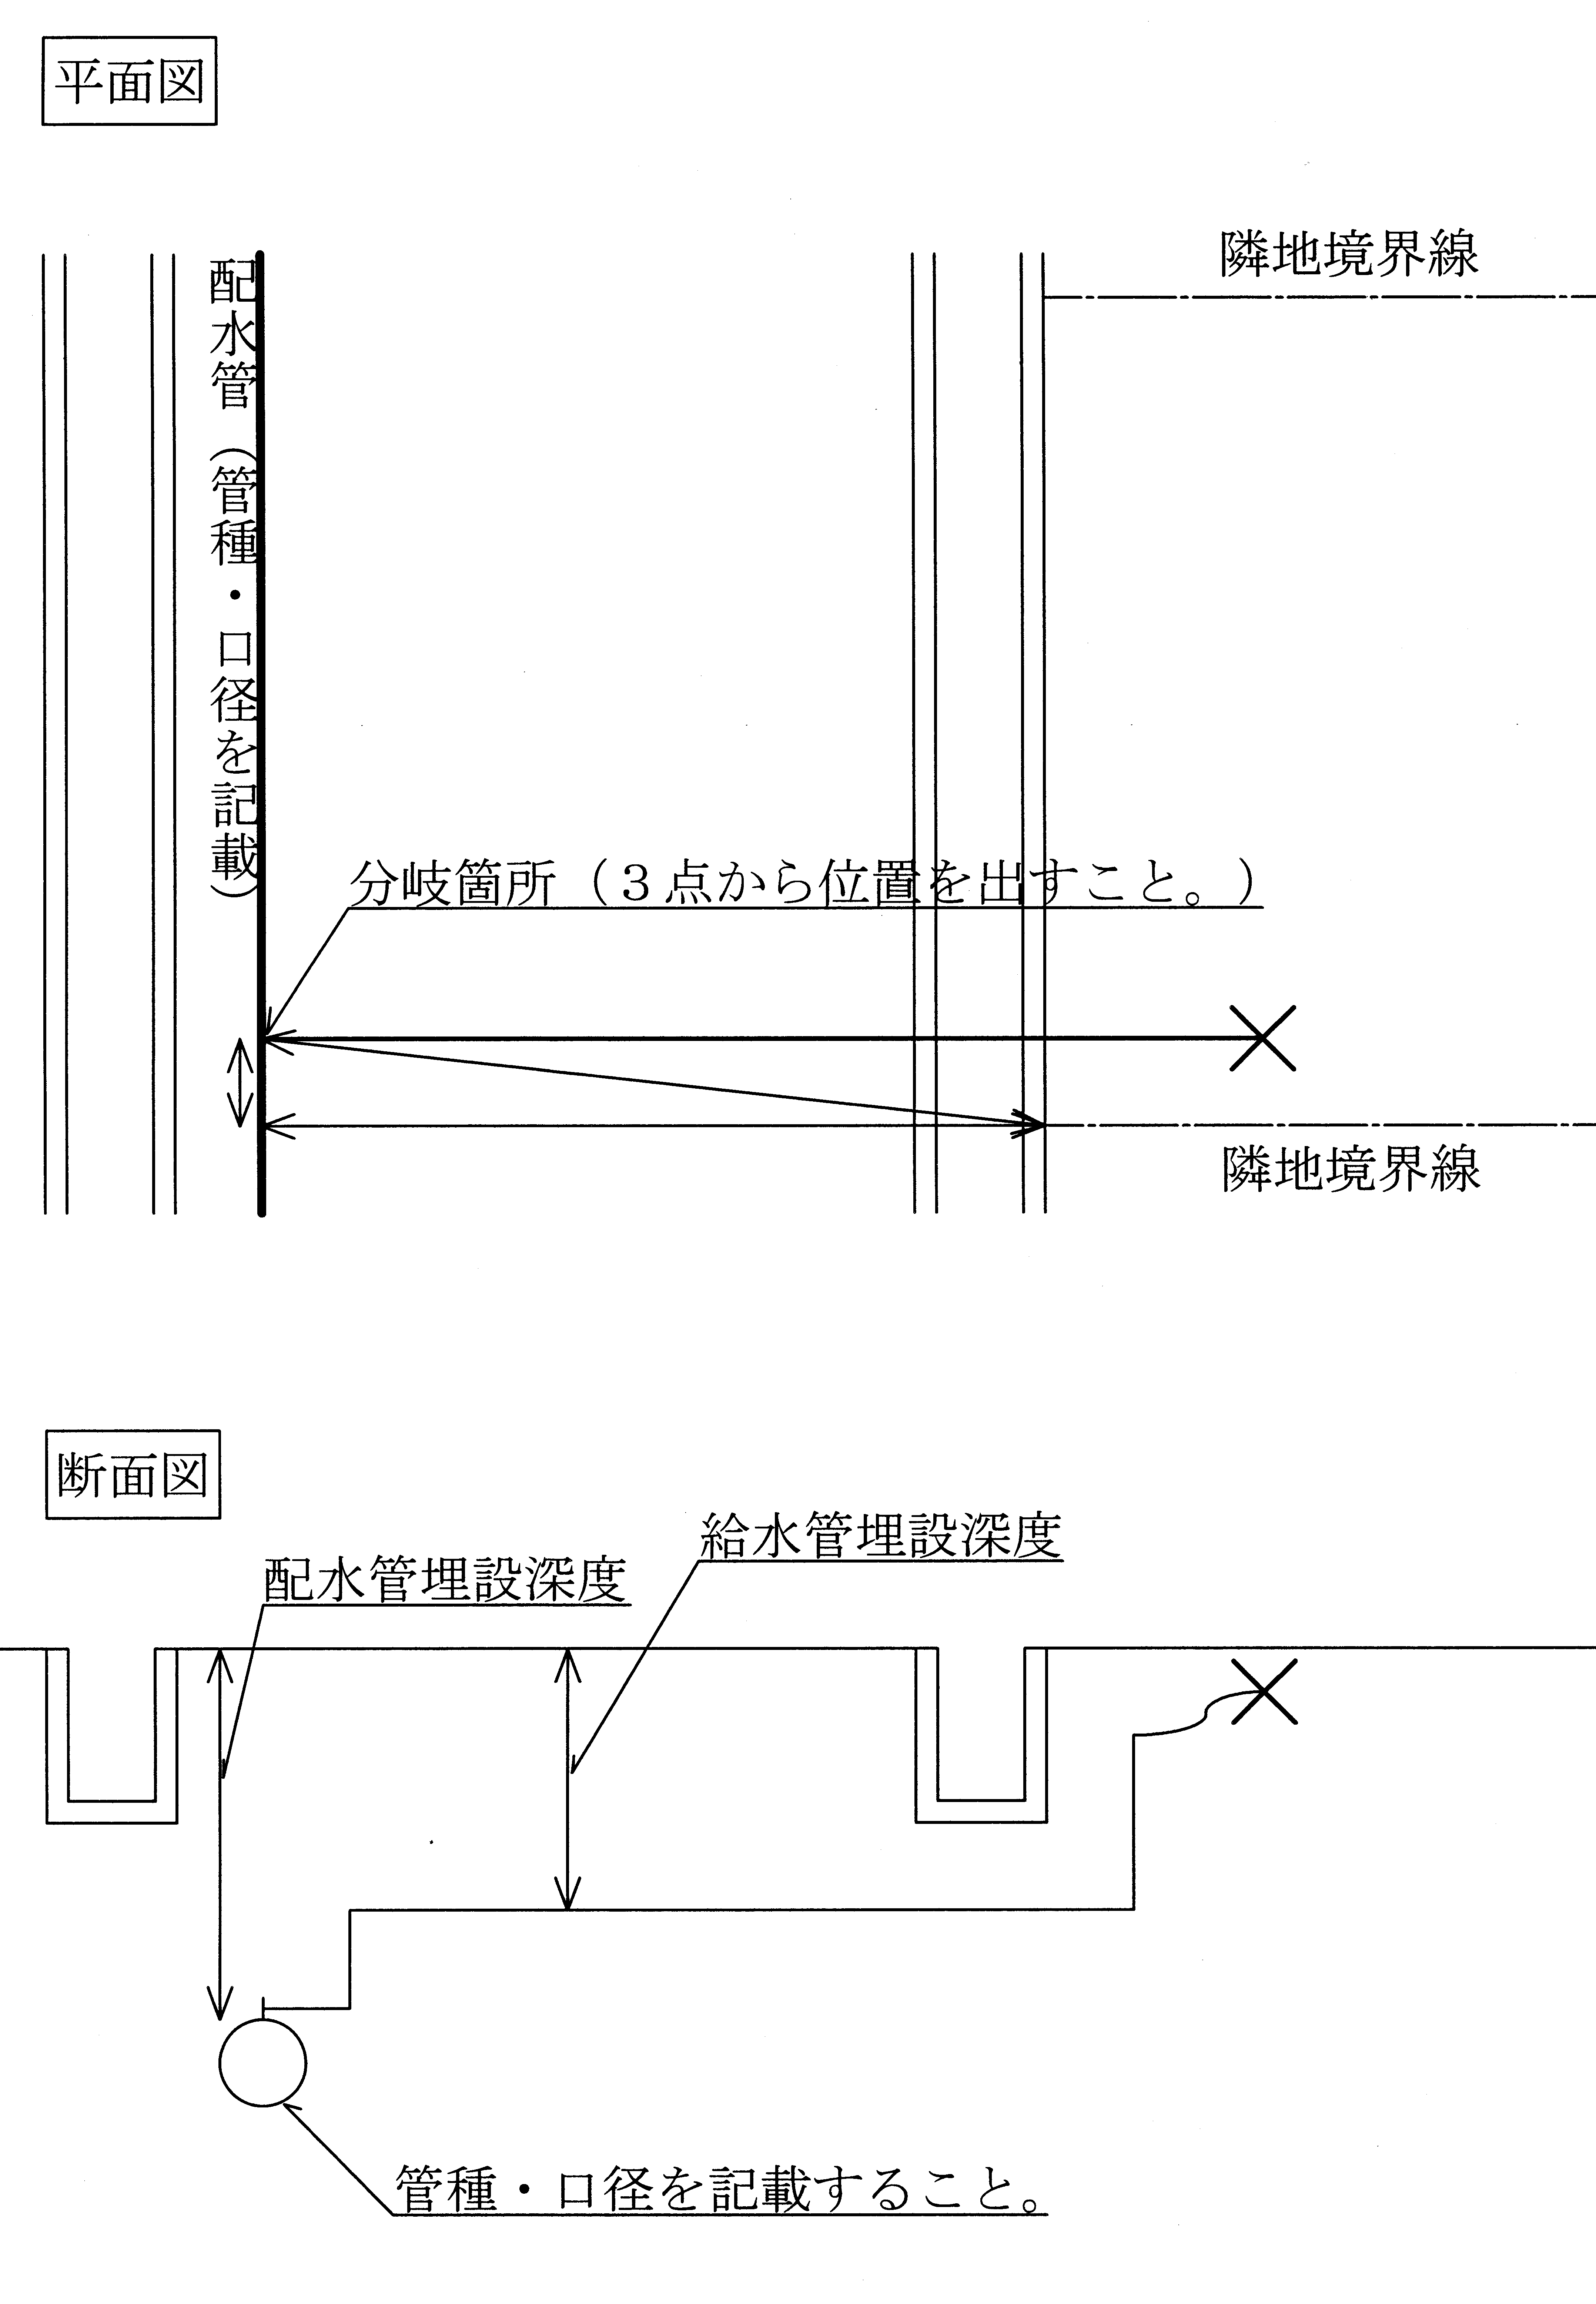 平面図
隣地境界線
配水管（管種・口径を記載）
分岐箇所（３点から位置を出すこと。）
隣地境界線
断面図
給水管埋設深度
配水管埋設深度
管種・口径を記載すること。